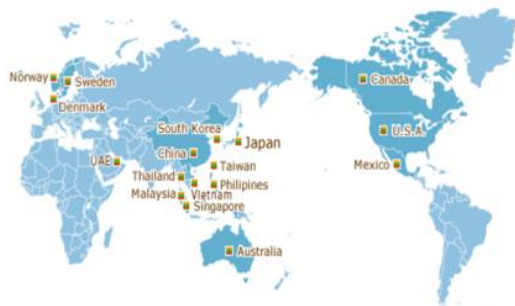 Norway
Sweden
Denmark
Canada
U.S.A.
Mexico
South Korea
Japan
China
UAE
Taiwan
Thailand
Philipines
Malaysia
Vietnam
Singapore
Australia